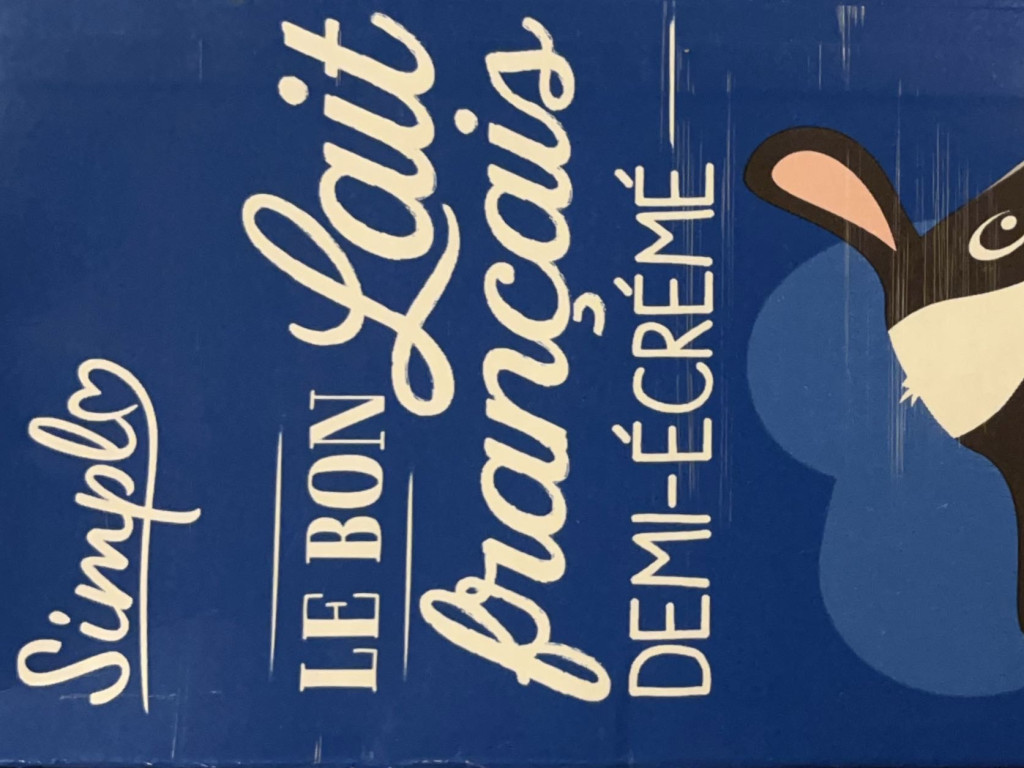 Simpl
LE BON Lait
français
DEMI-ÉCRÉMÉ